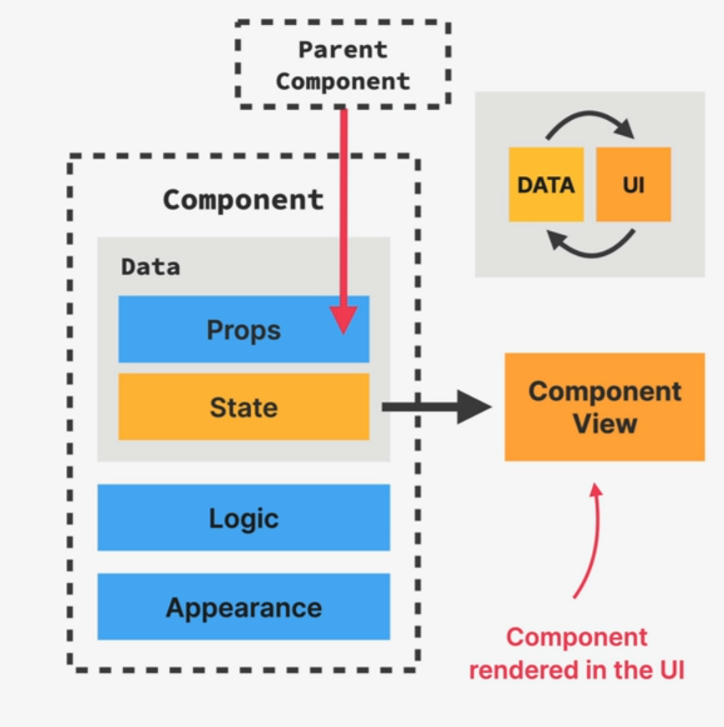 Parent
Component
Component
Data
Props
State
Logic
Appearance
DATA
UI
Component
View
Component
rendered in the UI